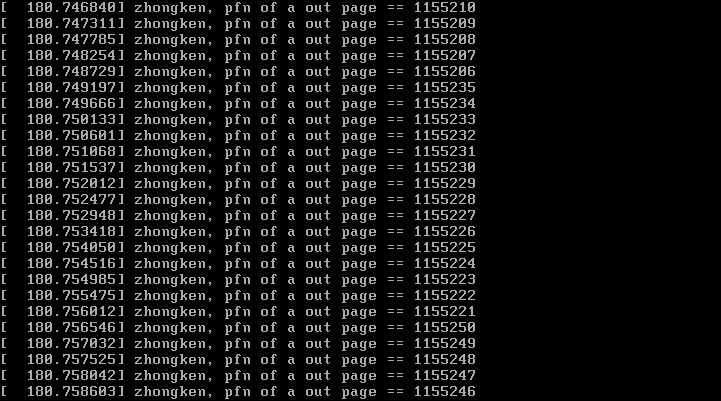 [  180.746840] zhongken, pfn of a out page == 1155210
[  180.747311] zhongken, pfn of a out page == 1155209
[  180.747785] zhongken, pfn of a out page == 1155208
[  180.748254] zhongken, pfn of a out page == 1155207
[  180.748729] zhongken, pfn of a out page == 1155206
[  180.749197] zhongken, pfn of a out page == 1155235
[  180.749666] zhongken, pfn of a out page == 1155234
[  180.750133] zhongken, pfn of a out page == 1155233
[  180.750601] zhongken, pfn of a out page == 1155232
[  180.751068] zhongken, pfn of a out page == 1155231
[  180.751537] zhongken, pfn of a out page == 1155230
[  180.752012] zhongken, pfn of a out page == 1155229
[  180.752477] zhongken, pfn of a out page == 1155228
[  180.752948] zhongken, pfn of a out page == 1155227
[  180.753418] zhongken, pfn of a out page == 1155226
[  180.754050] zhongken, pfn of a out page == 1155225
[  180.754516] zhongken, pfn of a out page == 1155224
[  180.754985] zhongken, pfn of a out page == 1155223
[  180.755475] zhongken, pfn of a out page == 1155222
[  180.756012] zhongken, pfn of a out page == 1155221
[  180.756546] zhongken, pfn of a out page == 1155250
[  180.757032] zhongken, pfn of a out page == 1155249
[  180.757525] zhongken, pfn of a out page == 1155248
[  180.758042] zhongken, pfn of a out page == 1155247
[  180.758603] zhongken, pfn of a out page == 1155246